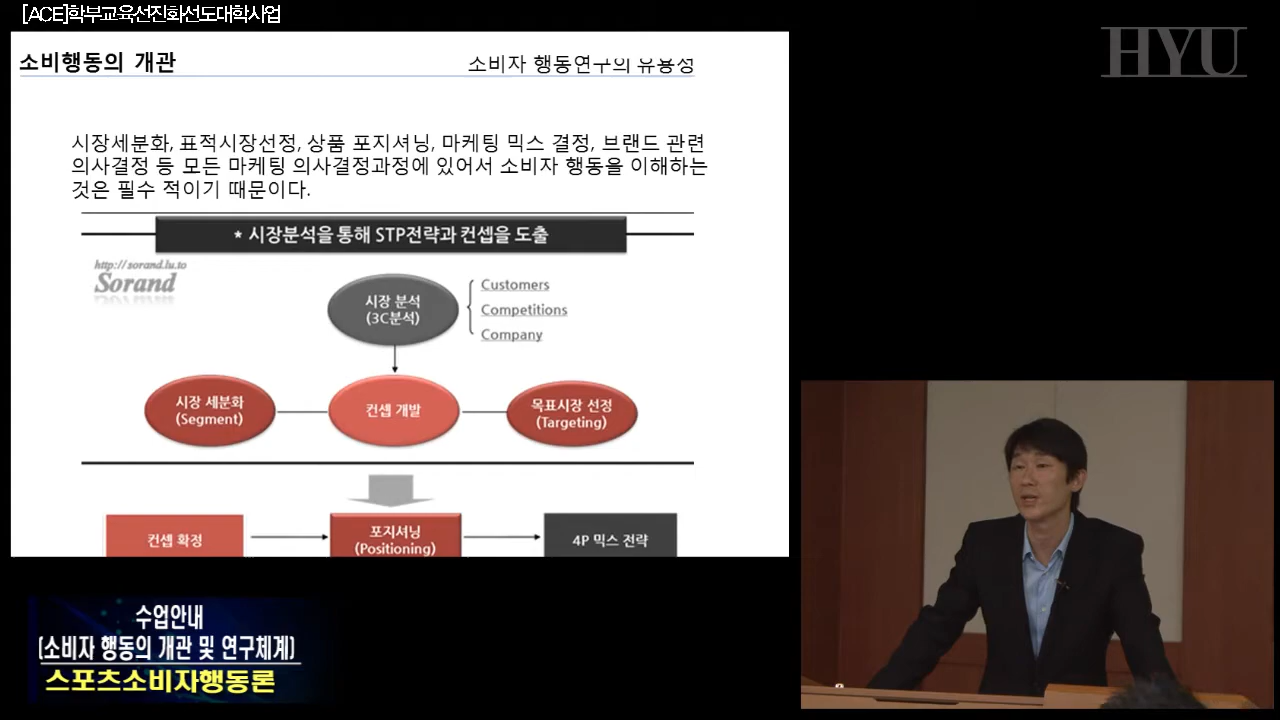 [ACE]학부교육선진화선도대학사업
HYU
소비행동의 개관
소비자 행동연구의 유용성
시장세분화, 표적시장선정, 상품 포지셔닝, 마케팅 믹스 결정, 브랜드 관련
의사결정 등 모든 마케팅 의사결정과정에 있어서 소비자 행동을 이해하는
것은 필수 적이기 때문이다.
* 시장분석을 통해 STP전략과 컨셉을 도출
http://sorand.lu.to
Sorand
시장 분석
(3C분석)
Customers
Competitions
Company
시장 세분화
(Segment)
컨셉 개발
목표시장 선정
(Targeting)
컨셉 확정
포지셔닝
(Positioning)
4P 믹스 전략
수업안내
(소비자 행동의 개관 및 연구체계)
스포츠소비자행동론